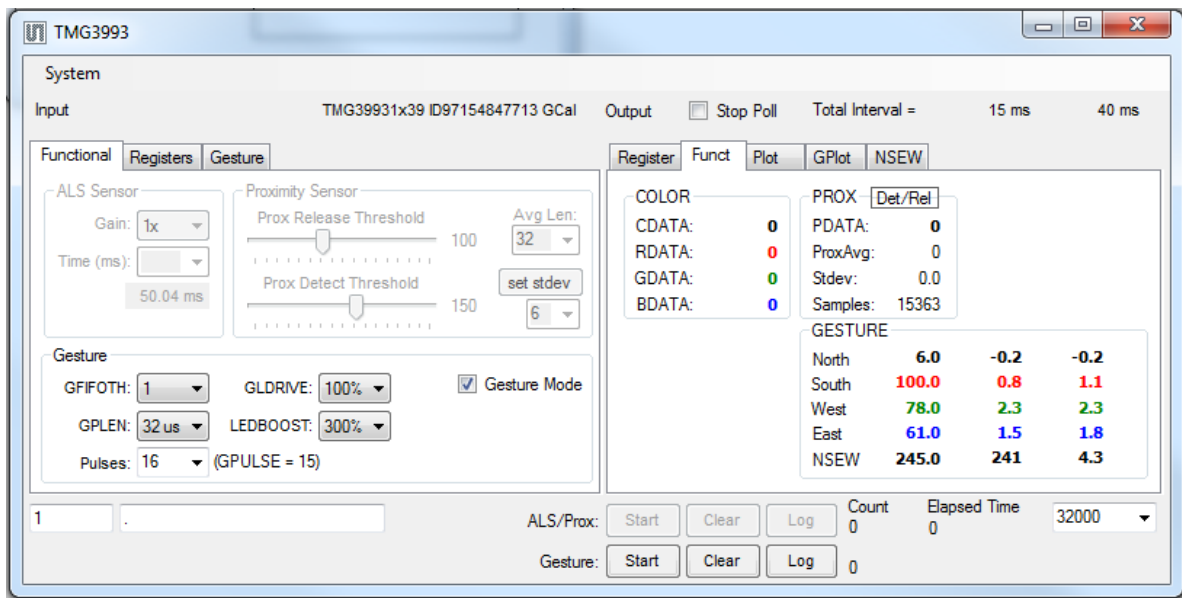 TMG3993
System
Input TMG39931x39 ID97154847713 GCal Output Stop Poll Total Interval = 15 ms 40 ms
Functional Registers Gesture
ALS Sensor
Gain: 1x
Time (ms):
50.04 ms
Proximity Sensor
Prox Release Threshold
100
Avg Len:
32
Prox Detect Threshold
150
set stdev
6
Gesture
GFIFOTH: 1 GLDRIVE: 100% Gesture Mode
GPLEN: 32 us LEDBOOST: 300%
Pulses: 16 (GPULSE = 15)
Register Funct Plot GPlot NSEW
COLOR
CDATA: 0
RDATA: 0
GDATA: 0
BDATA: 0
PROX Det/Rel
PDATA: 0
ProxAvg: 0
Stdev: 0.0
Samples: 15363
GESTURE
North 6.0 -0.2 -0.2
South 100.0 0.8 1.1
West 78.0 2.3 2.3
East 61.0 1.5 1.8
NSEW 245.0 241 4.3
1 .
ALS/Prox: Start Clear Log
Count
0
Elapsed Time
0
32000
Gesture: Start Clear Log 0